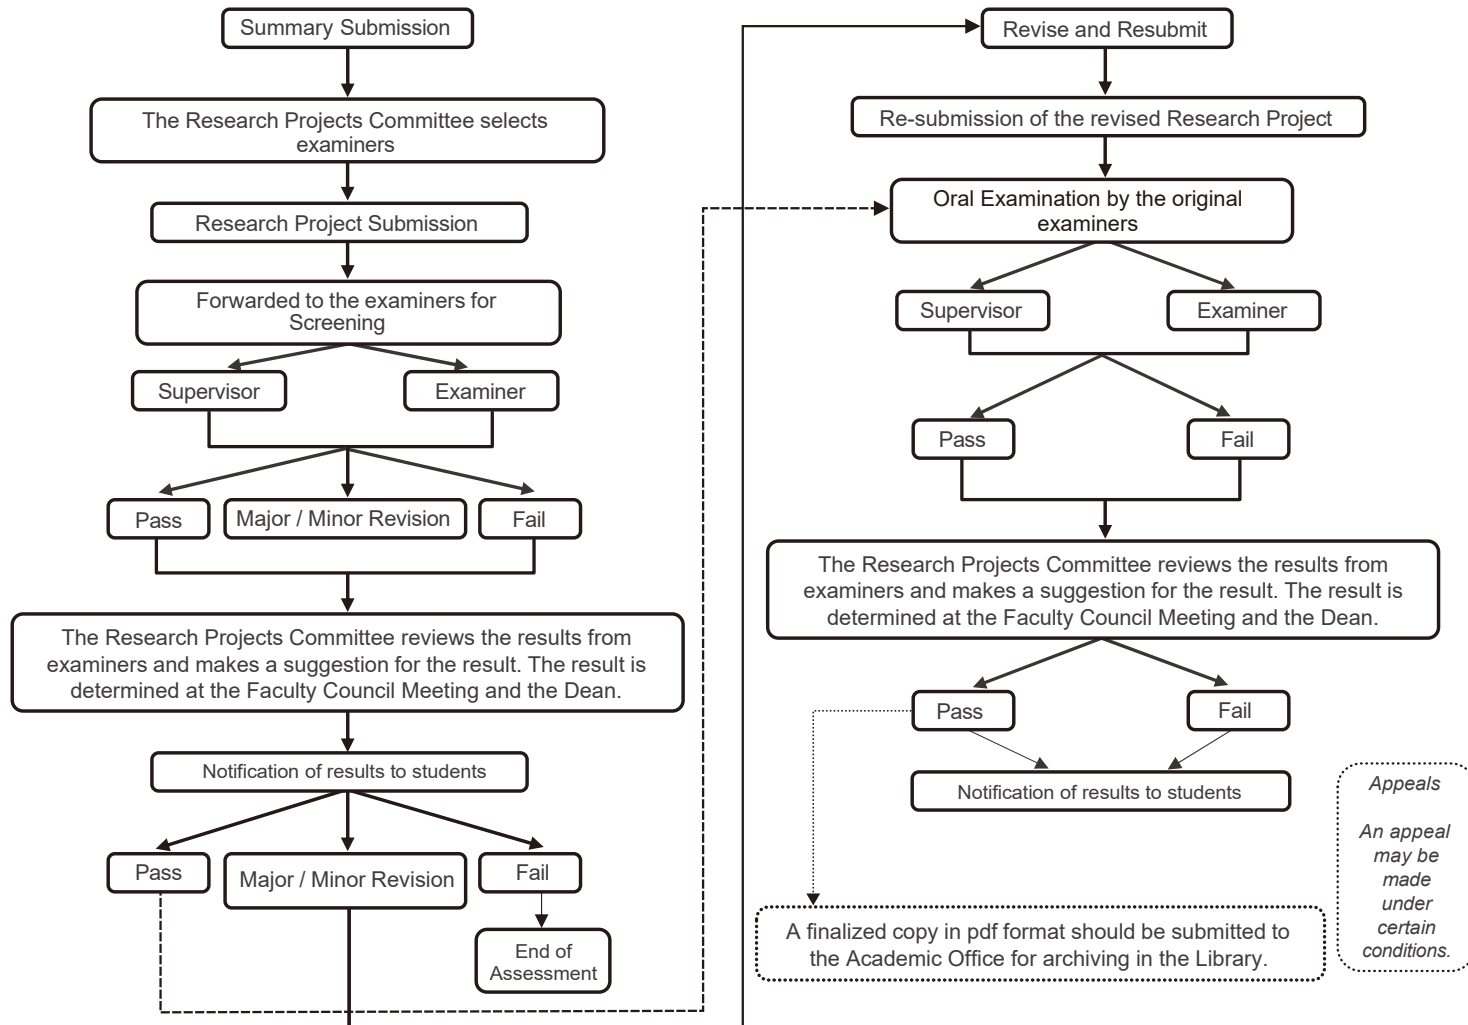 Summary Submission
The Research Projects Committee selects
examiners
Research Project Submission
Forwarded to the examiners for
Screening
Supervisor
Examiner
Pass
Major / Minor Revision
Fail
The Research Projects Committee reviews the results from
examiners and makes a suggestion for the result. The result is
determined at the Faculty Council Meeting and the Dean.
Notification of results to students
Pass
Major / Minor Revision
Fail
End of
Assessment
Revise and Resubmit
Re-submission of the revised Research Project
Oral Examination by the original
examiners
Supervisor
Examiner
Pass
Fail
The Research Projects Committee reviews the results from
examiners and makes a suggestion for the result. The result is
determined at the Faculty Council Meeting and the Dean.
Pass
Fail
Notification of results to students
A finalized copy in pdf format should be submitted to
the Academic Office for archiving in the Library.
Appeals
An appeal
may be
made
under
certain
conditions.